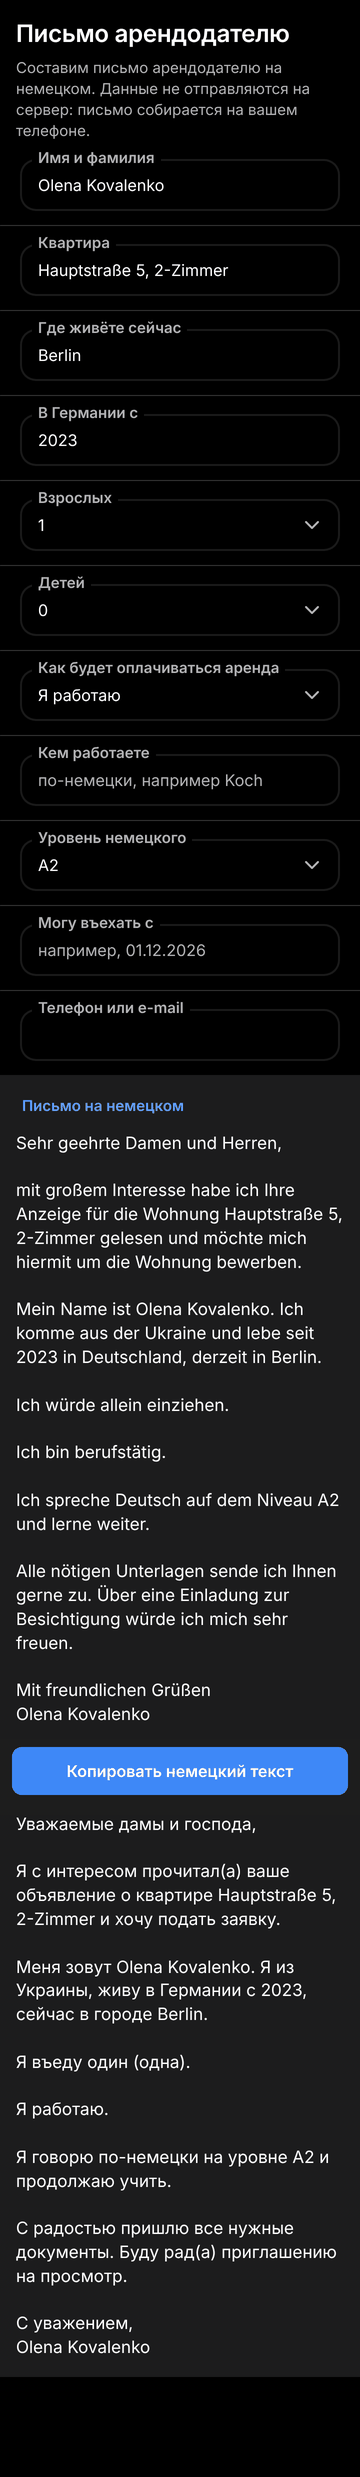 Письмо арендодателю
Составим письмо арендодателю на
немецком. Данные не отправляются на
сервер: письмо собирается на вашем
телефоне.
Имя и фамилия
Olena Kovalenko
Квартира
Hauptstraße 5, 2-Zimmer
Где живёте сейчас
Berlin
В Германии с
2023
Взрослых
1
Детей
0
Как будет оплачиваться аренда
Я работаю
Кем работаете
по-немецки, например Koch
Уровень немецкого
A2
Могу въехать с
например, 01.12.2026
Телефон или e-mail
Письмо на немецком
Sehr geehrte Damen und Herren,
mit großem Interesse habe ich Ihre
Anzeige für die Wohnung Hauptstraße 5,
2-Zimmer gelesen und möchte mich
hiermit um die Wohnung bewerben.
Mein Name ist Olena Kovalenko. Ich
komme aus der Ukraine und lebe seit
2023 in Deutschland, derzeit in Berlin.
Ich würde allein einziehen.
Ich bin berufstätig.
Ich spreche Deutsch auf dem Niveau A2
und lerne weiter.
Alle nötigen Unterlagen sende ich Ihnen
gerne zu. Über eine Einladung zur
Besichtigung würde ich mich sehr
freuen.
Mit freundlichen Grüßen
Olena Kovalenko
Копировать немецкий текст
Уважаемые дамы и господа,
Я с интересом прочитал(а) ваше
объявление о квартире Hauptstraße 5,
2-Zimmer и хочу подать заявку.
Меня зовут Olena Kovalenko. Я из
Украины, живу в Германии с 2023,
сейчас в городе Berlin.
Я въеду один (одна).
Я работаю.
Я говорю по-немецки на уровне A2 и
продолжаю учить.
С радостью пришлю все нужные
документы. Буду рад(а) приглашению
на просмотр.
С уважением,
Olena Kovalenko